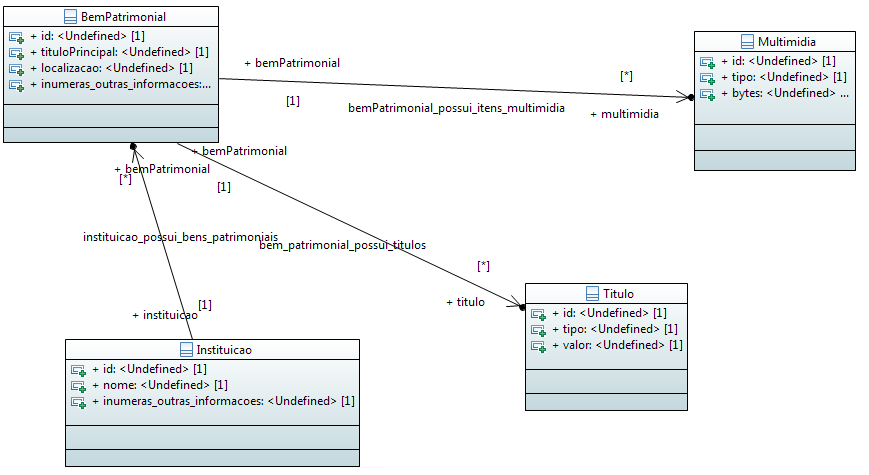 BemPatrimonial
+ id: <Undefined> [1]
+ tituloPrincipal: <Undefined> [1]
+ localizacao: <Undefined> [1]
+ inumeras_outras_informacoes:...
Multimidia
+ id: <Undefined> [1]
+ tipo: <Undefined> [1]
+ bytes: <Undefined> ...
+ bemPatrimonial
[*]
[1]
bemPatrimonial_possui_itens_multimidia
+ multimidia
+ bemPatrimonial
[1]
+ bemPatrimonial
[*]
instituicao_possui_bens_patrimoniais
bem_patrimonial_possui_titulos
[*]
+ titulo
[1]
+ instituicao
Titulo
+ id: <Undefined> [1]
+ tipo: <Undefined> [1]
+ valor: <Undefined> [1]
Instituicao
+ id: <Undefined> [1]
+ nome: <Undefined> [1]
+ inumeras_outras_informacoes: <Undefined> [1]